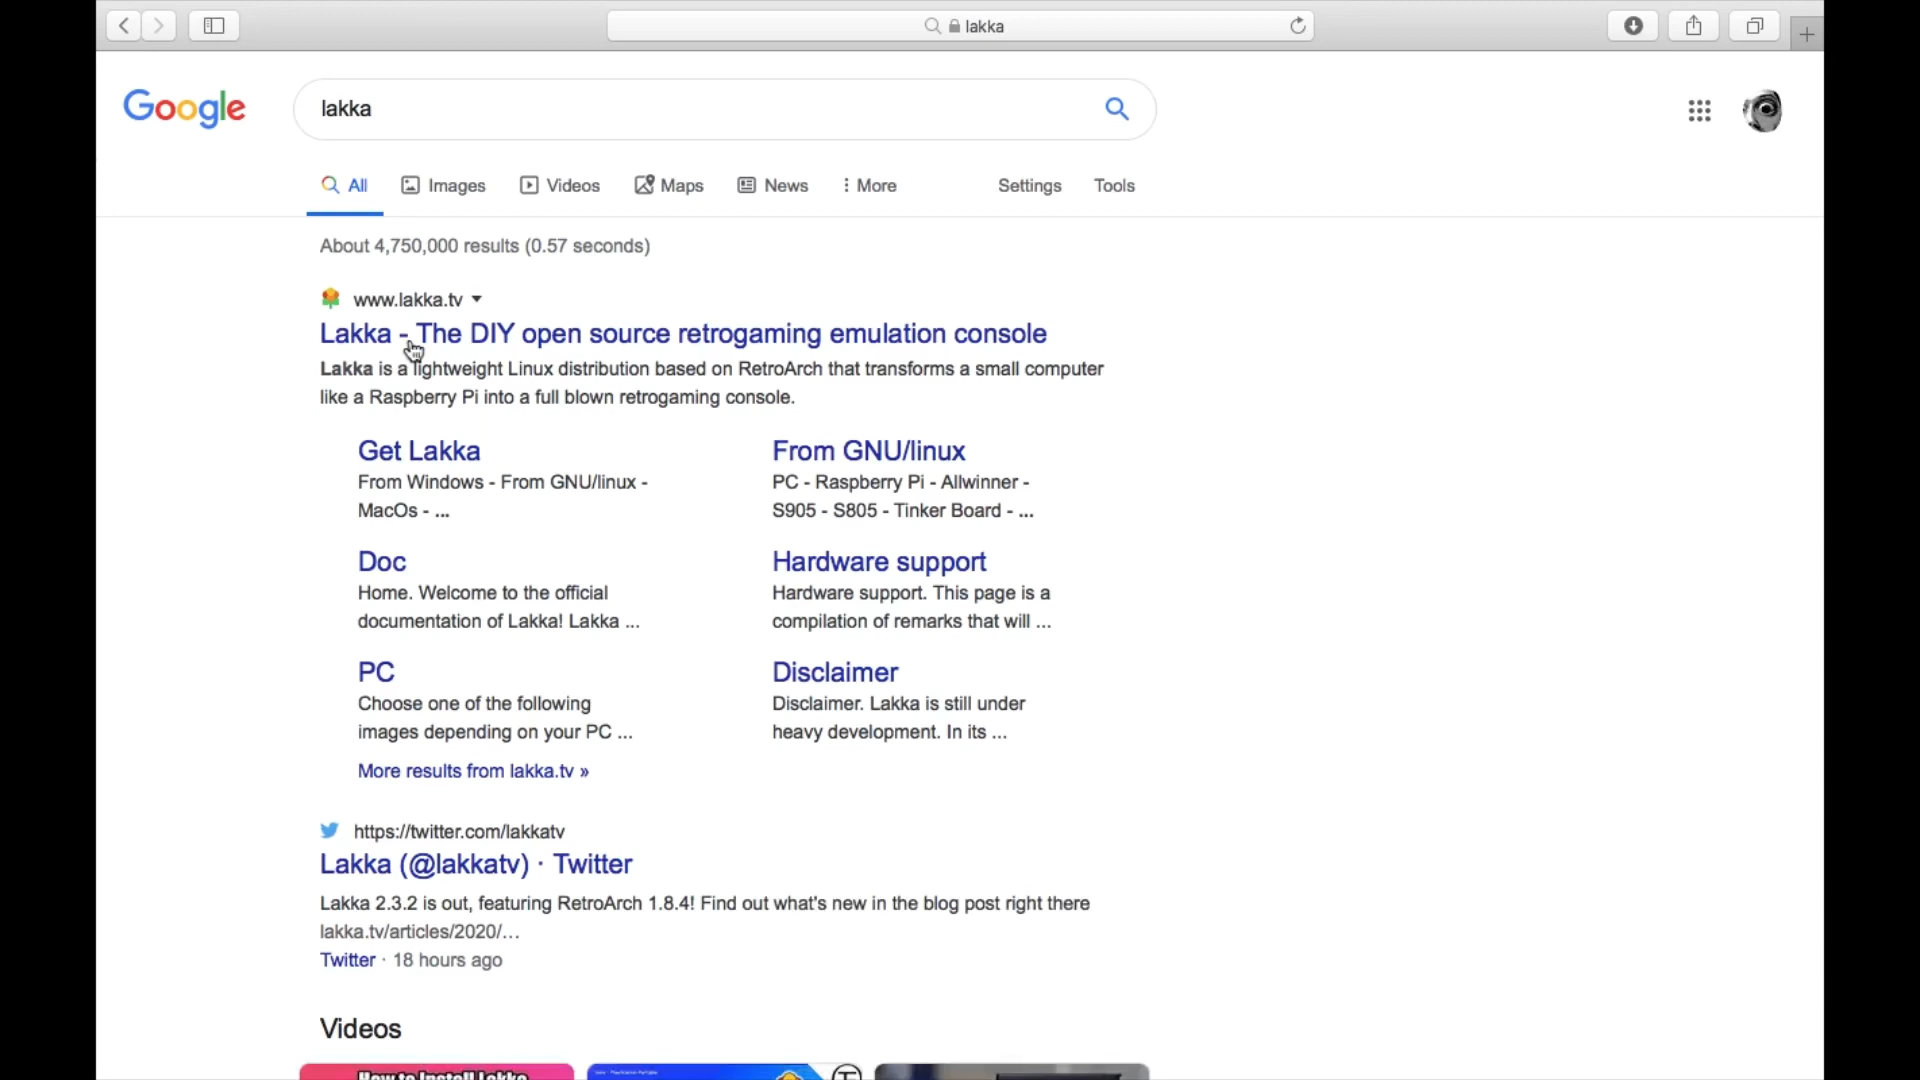 lakka
Google
lakka
All Images Videos Maps News More Settings Tools
About 4,750,000 results (0.57 seconds)
www.lakka.tv
Lakka - The DIY open source retrogaming emulation console
Lakka is a lightweight Linux distribution based on RetroArch that transforms a small computer
like a Raspberry Pi into a full blown retrogaming console.
Get Lakka
From Windows - From GNU/linux -
MacOs - ...
From GNU/linux
PC - Raspberry Pi - Allwinner -
S905 - S805 - Tinker Board - ...
Doc
Home. Welcome to the official
documentation of Lakka! Lakka ...
Hardware support
Hardware support. This page is a
compilation of remarks that will ...
PC
Choose one of the following
images depending on your PC ...
Disclaimer
Disclaimer. Lakka is still under
heavy development. In its ...
More results from lakka.tv »
https://twitter.com/lakkatv
Lakka (@lakkatv) · Twitter
Lakka 2.3.2 is out, featuring RetroArch 1.8.4! Find out what's new in the blog post right there
lakka.tv/articles/2020/…
Twitter · 18 hours ago
Videos
How to Install Lakka